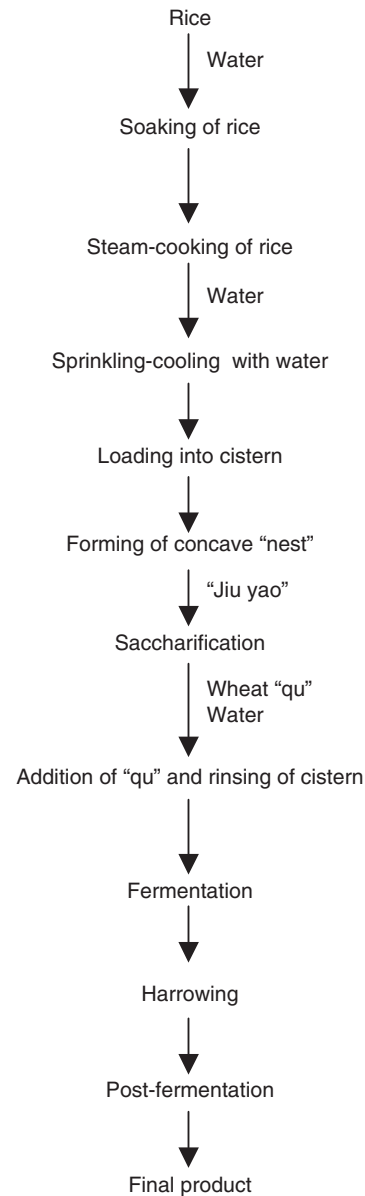 Rice
Water
Soaking of rice
Steam-cooking of rice
Water
Sprinkling-cooling with water
Loading into cistern
Forming of concave “nest”
“Jiu yao”
Saccharification
Wheat “qu”
Water
Addition of “qu” and rinsing of cistern
Fermentation
Harrowing
Post-fermentation
Final product